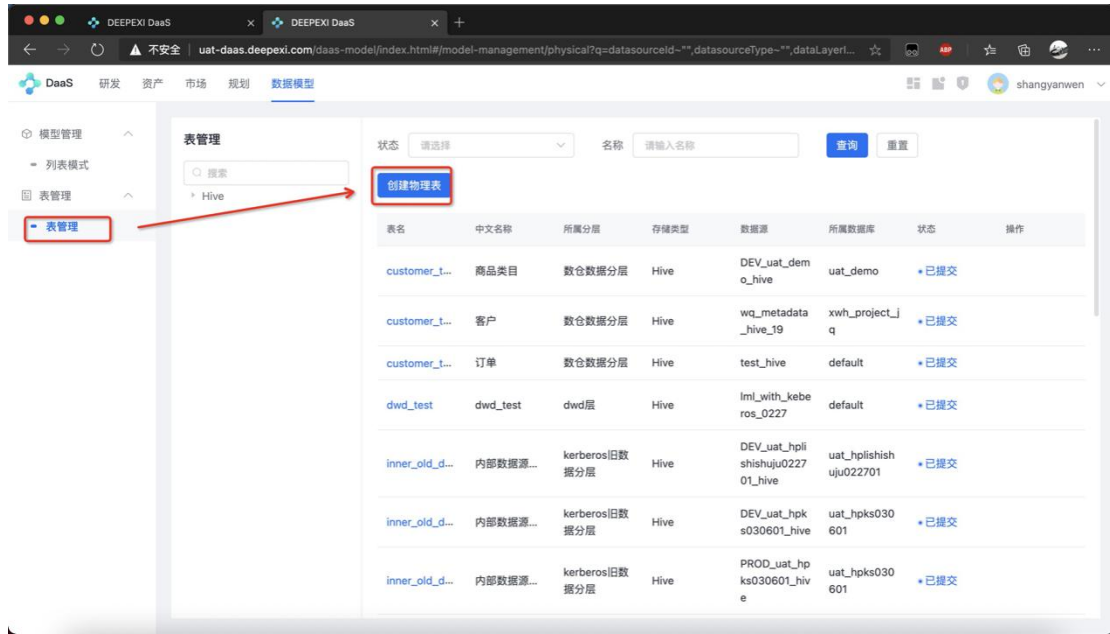 DEEPEXI DaaS
DEEPEXI DaaS
不安全 uat-daas.deepexi.com/daas-model/index.html#/model-management/physical?q=datasourceId~"",datasourceType~"",dataLayerI...
ABP
DaaS 研发 资产 市场 规划 数据模型
shangyanwen
模型管理
列表模式
表管理
表管理
表管理
搜索
Hive
状态 请选择 名称 请输入名称 查询 重置
创建物理表
表名 中文名称 所属分层 存储类型 数据源 所属数据库 状态 操作
customer_t... 商品类目 数仓数据分层 Hive DEV_uat_dem
o_hive uat_demo 已提交
customer_t... 客户 数仓数据分层 Hive wq_metadata
_hive_19 xwh_project_j
q 已提交
customer_t... 订单 数仓数据分层 Hive test_hive default 已提交
dwd_test dwd_test dwd层 Hive lml_with_kebe
ros_0227 default 已提交
inner_old_d... 内部数据源... kerberos旧数
据分层 Hive DEV_uat_hpli
shishuju0227
01_hive uat_hplishish
uju022701 已提交
inner_old_d... 内部数据源... kerberos旧数
据分层 Hive DEV_uat_hpk
s030601_hive uat_hpks030
601 已提交
inner_old_d... 内部数据源... kerberos旧数
据分层 Hive PROD_uat_hp
ks030601_hiv
e uat_hpks030
601 已提交